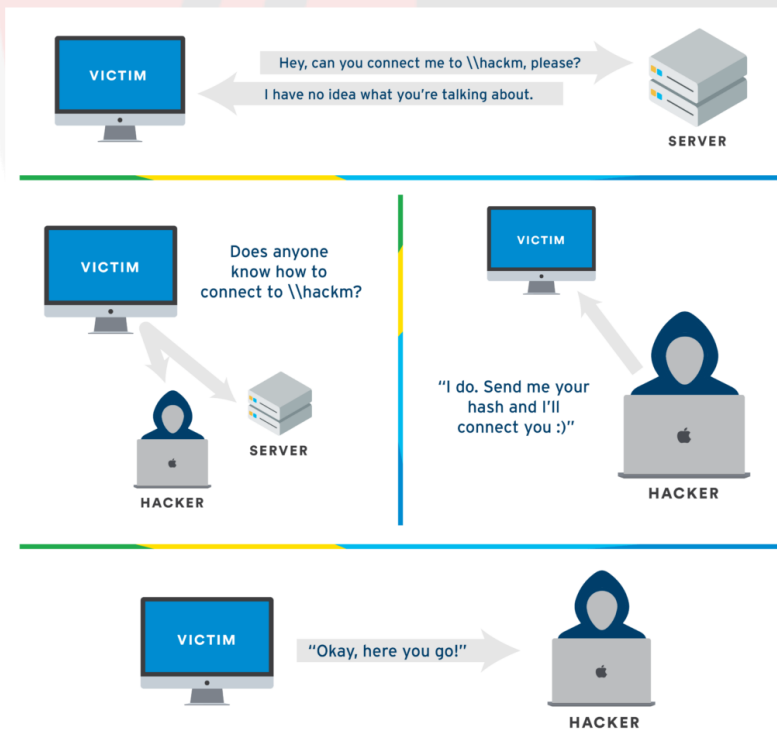 VICTIM
Hey, can you connect me to \\hackm, please?
I have no idea what you're talking about.
SERVER
VICTIM
Does anyone
know how to
connect to \\hackm?
SERVER
HACKER
VICTIM
“I do. Send me your
hash and I'll
connect you :)”
HACKER
VICTIM
“Okay, here you go!”
HACKER